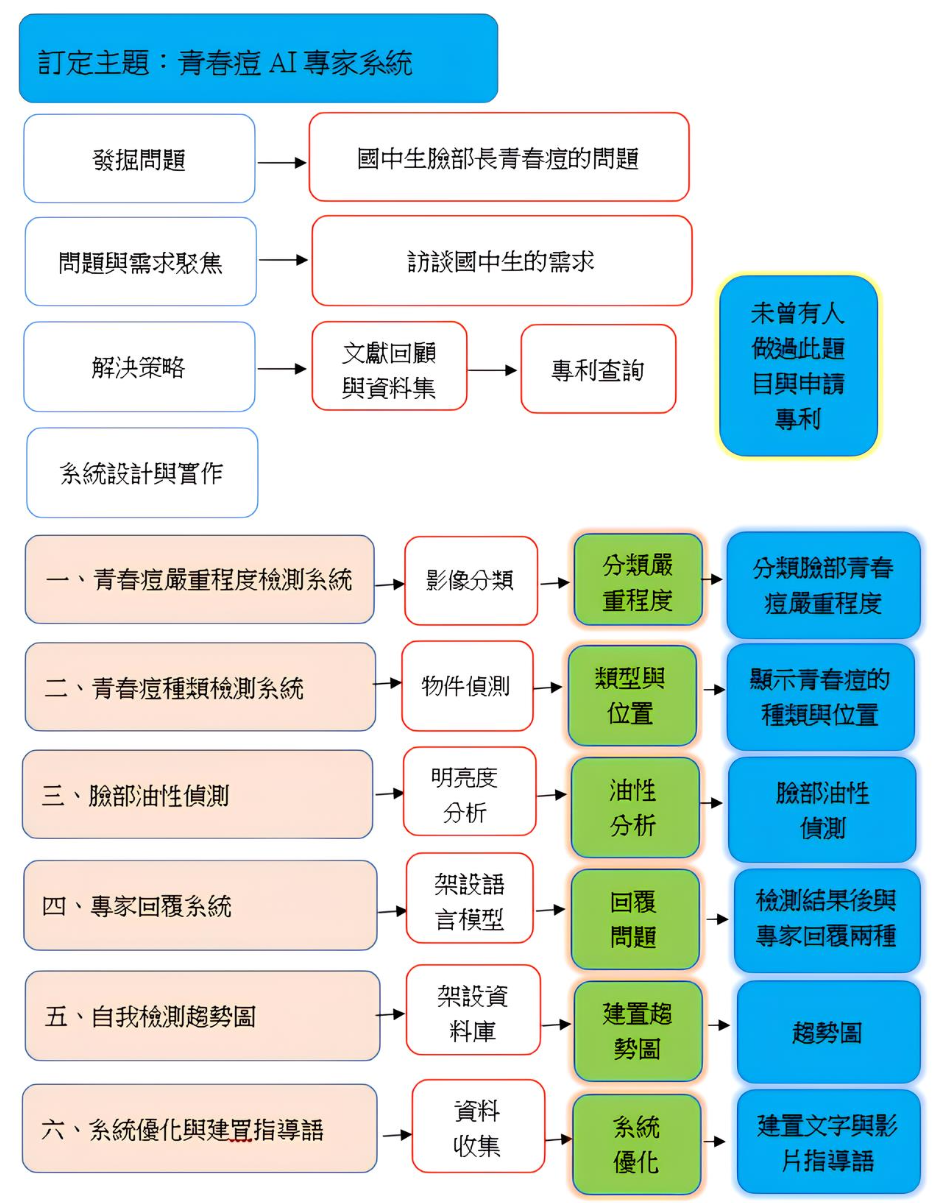 訂定主題：青春痘 AI 專家系統
發掘問題
國中生臉部長青春痘的問題
問題與需求聚焦
訪談國中生的需求
解決策略
文獻回顧
與資料集
專利查詢
未曾有人
做過此題
目與申請
專利
系統設計與實作
一、青春痘嚴重程度檢測系統
影像分類
分類嚴
重程度
分類臉部青春
痘嚴重程度
二、青春痘種類檢測系統
物件偵測
類型與
位置
顯示青春痘的
種類與位置
三、臉部油性偵測
明亮度
分析
油性
分析
臉部油性
偵測
四、專家回覆系統
架設語
言模型
回覆
問題
檢測結果後與
專家回覆兩種
五、自我檢測趨勢圖
架設資
料庫
建置趨
勢圖
趨勢圖
六、系統優化與建置指導語
資料
收集
系統
優化
建置文字與影
片指導語